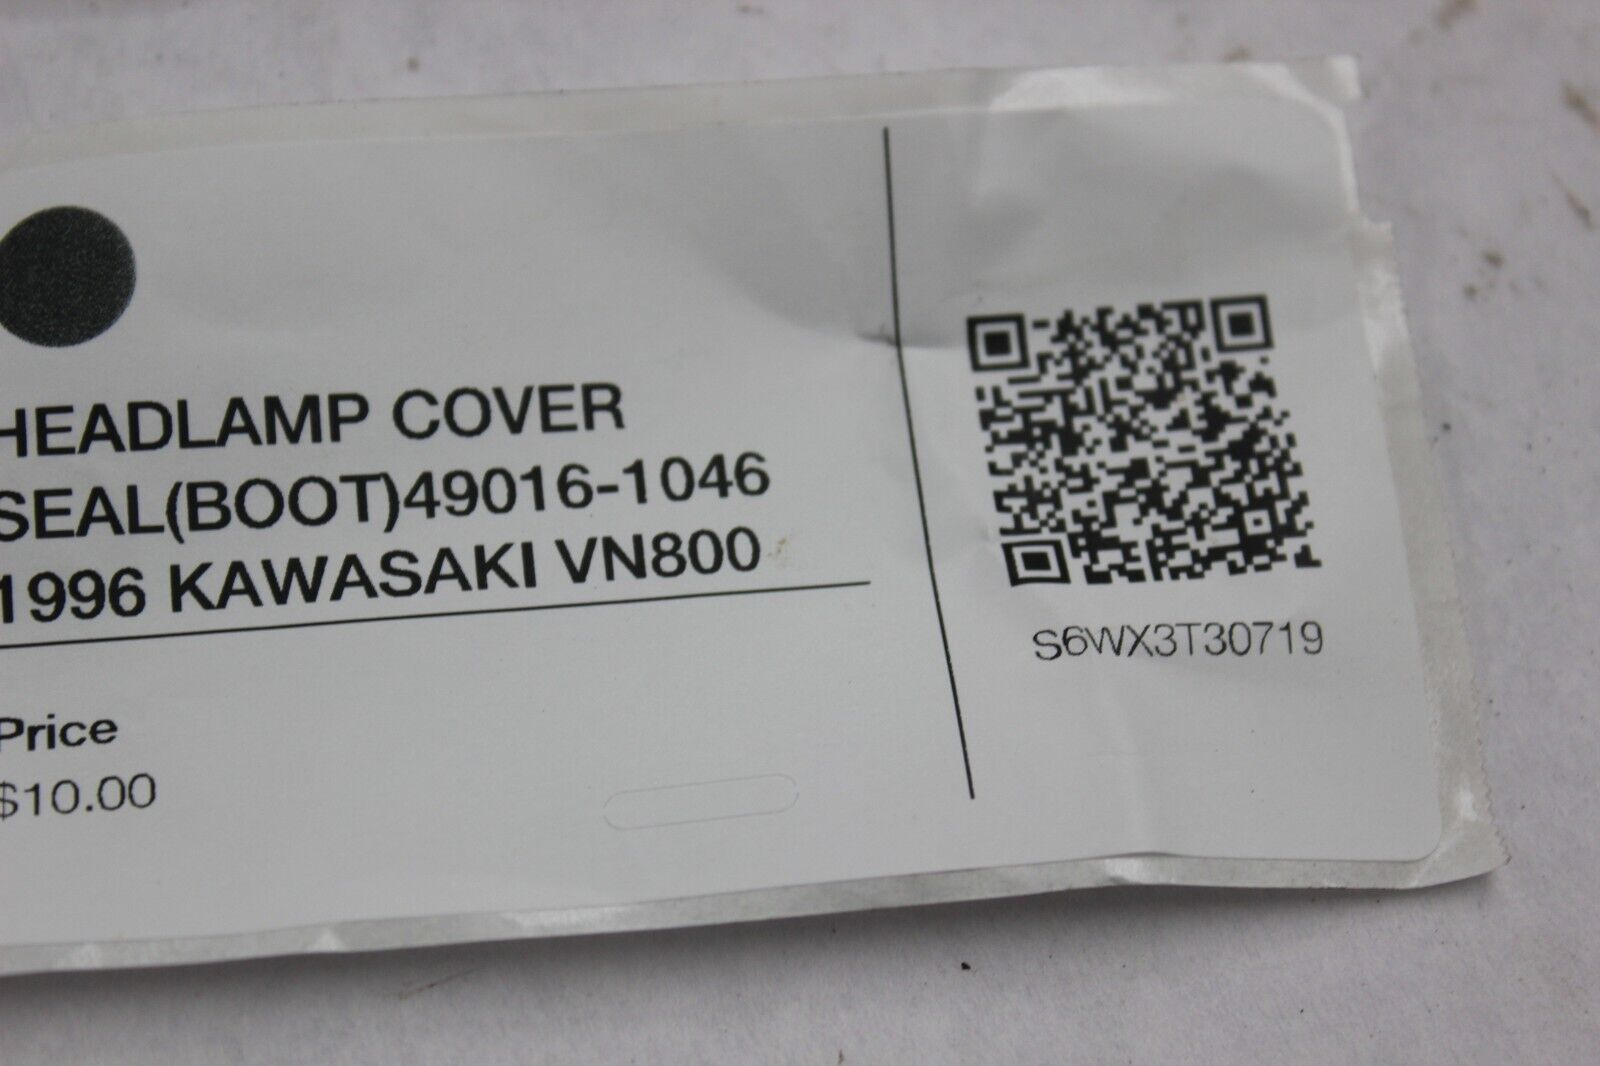 HEADLAMP COVER
SEAL(BOOT)49016-1046
1996 KAWASAKI VN800
S6WX3T30719
Price
$10.00